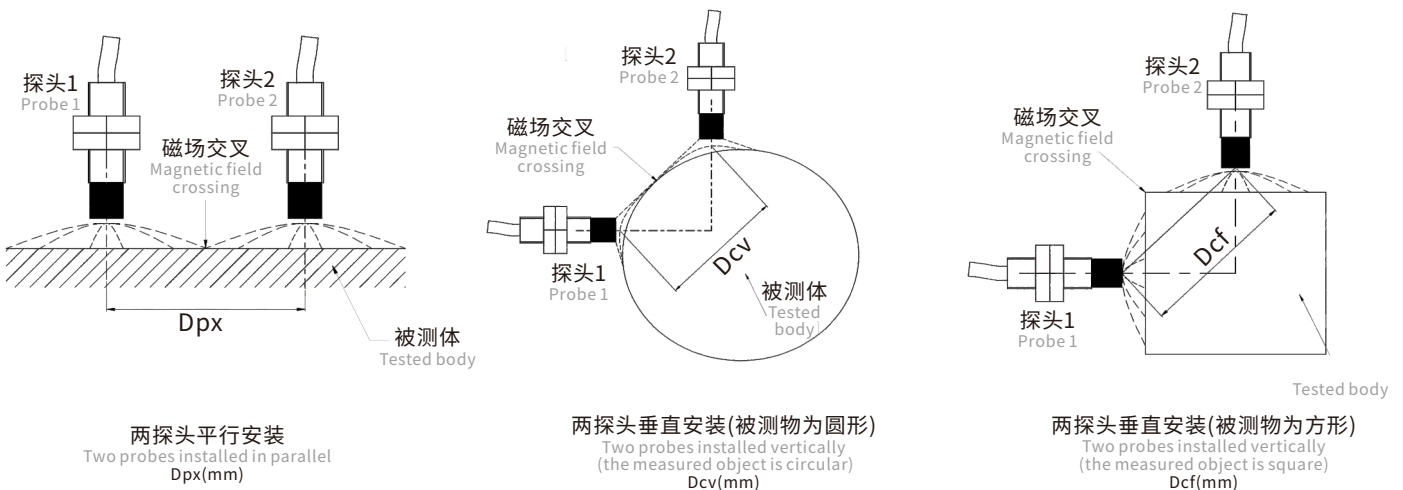 探头1
Probe 1
探头2
Probe 2
磁场交叉
Magnetic field
crossing
Dpx
被测体
Tested body
两探头平行安装
Two probes installed in parallel
Dpx(mm)
探头2
Probe 2
磁场交叉
Magnetic field
crossing
探头1
Probe 1
Dcv
被测体
Tested
body
两探头垂直安装(被测物为圆形)
Two probes installed vertically
(the measured object is circular)
Dcv(mm)
探头2
Probe 2
磁场交叉
Magnetic field
crossing
Dcf
探头1
Probe 1
Tested body
两探头垂直安装(被测物为方形)
Two probes installed vertically
(the measured object is square)
Dcf(mm)